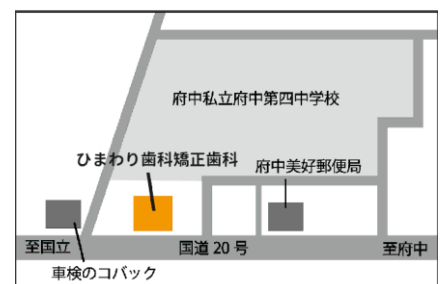 府中私立府中第四中学校
ひまわり歯科矯正歯科
府中美好郵便局
至国立
国道20号
至府中
車検のコバック